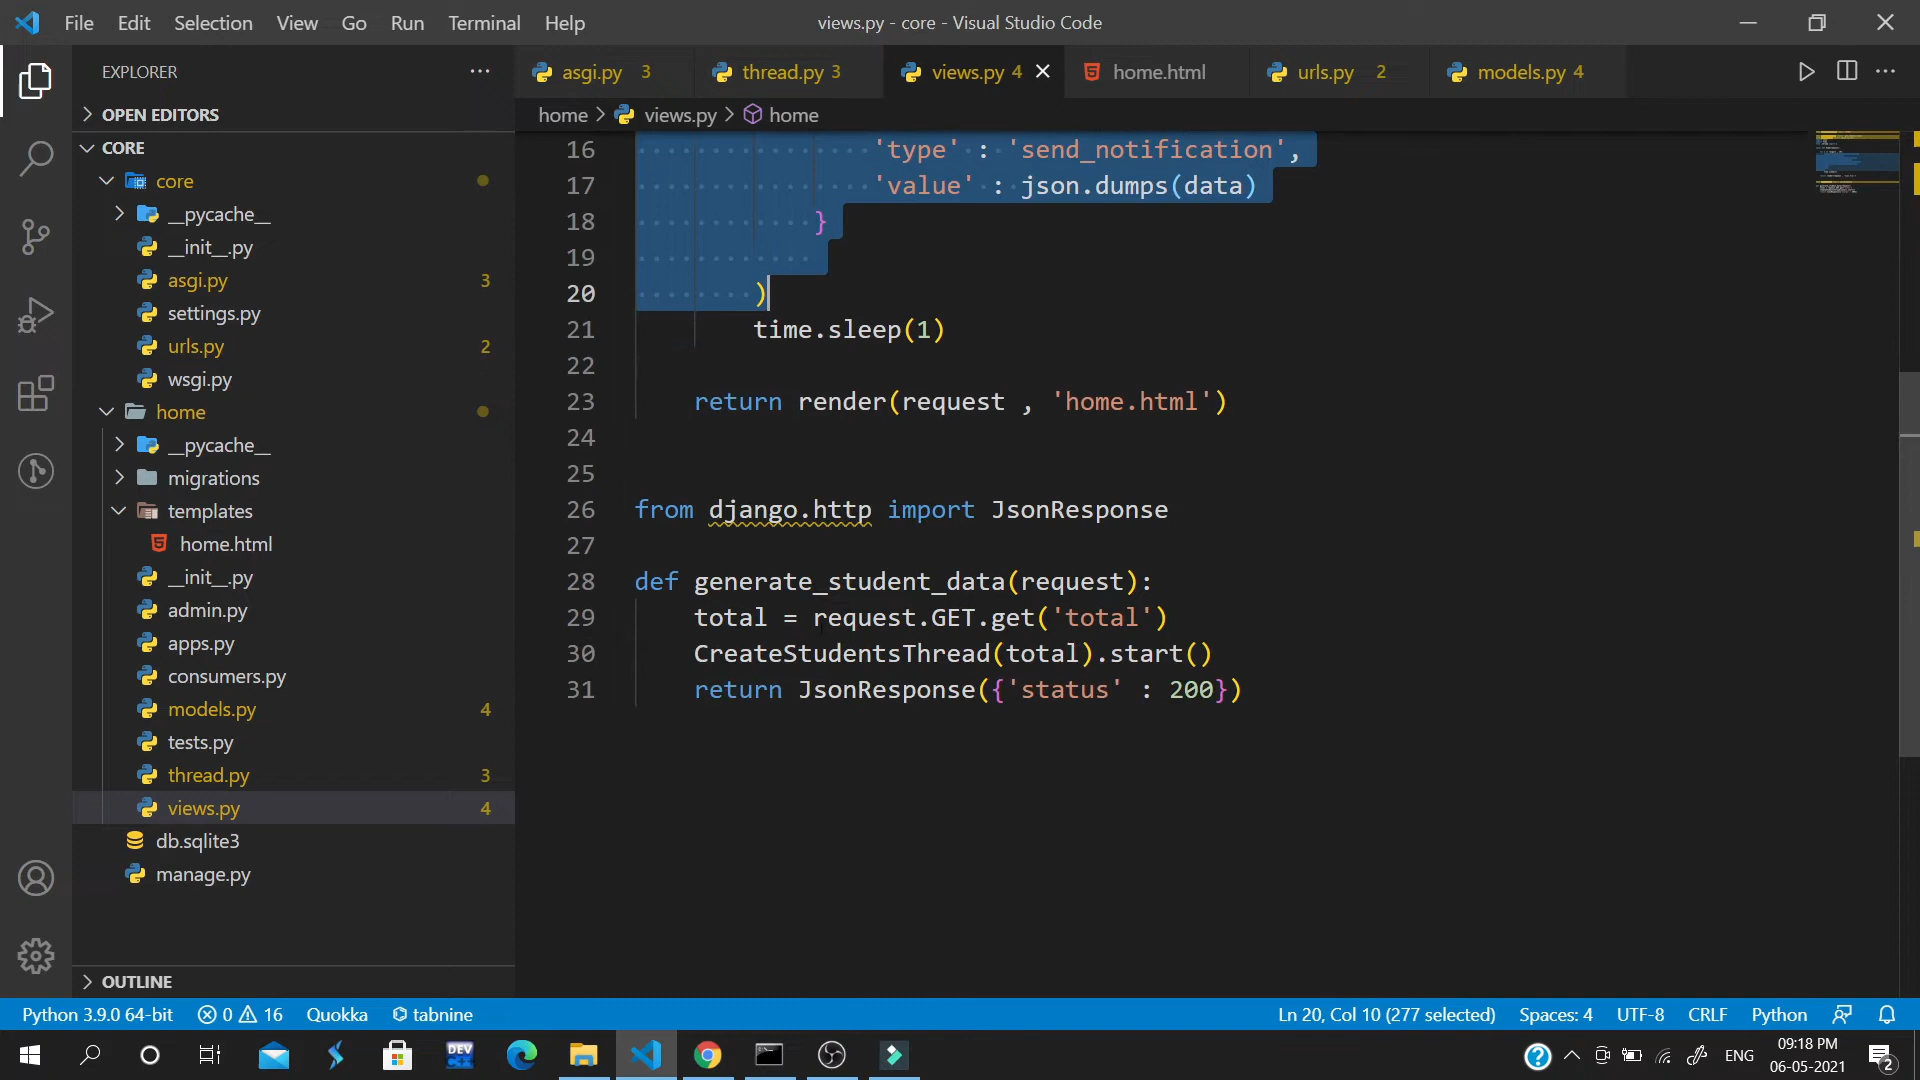 File Edit Selection View Go Run Terminal Help
views.py - core - Visual Studio Code
EXPLORER
OPEN EDITORS
CORE
core
__pycache__
__init__.py
asgi.py 3
settings.py
urls.py 2
wsgi.py
home
__pycache__
migrations
templates
home.html
__init__.py
admin.py
apps.py
consumers.py
models.py 4
tests.py
thread.py 3
views.py 4
db.sqlite3
manage.py
OUTLINE
asgi.py 3 thread.py 3 views.py 4 home.html urls.py 2 models.py 4
home > views.py > home
16 'type' : 'send_notification',
17 'value' : json.dumps(data)
18 }
19
20 )
21 time.sleep(1)
22
23 return render(request , 'home.html')
24
25
26 from django.http import JsonResponse
27
28 def generate_student_data(request):
29 total = request.GET.get('total')
30 CreateStudentsThread(total).start()
31 return JsonResponse({'status' : 200})
Python 3.9.0 64-bit 0 16 Quokka tabnine Ln 20, Col 10 (277 selected) Spaces: 4 UTF-8 CRLF Python
DEV
ENG
09:18 PM
06-05-2021
2